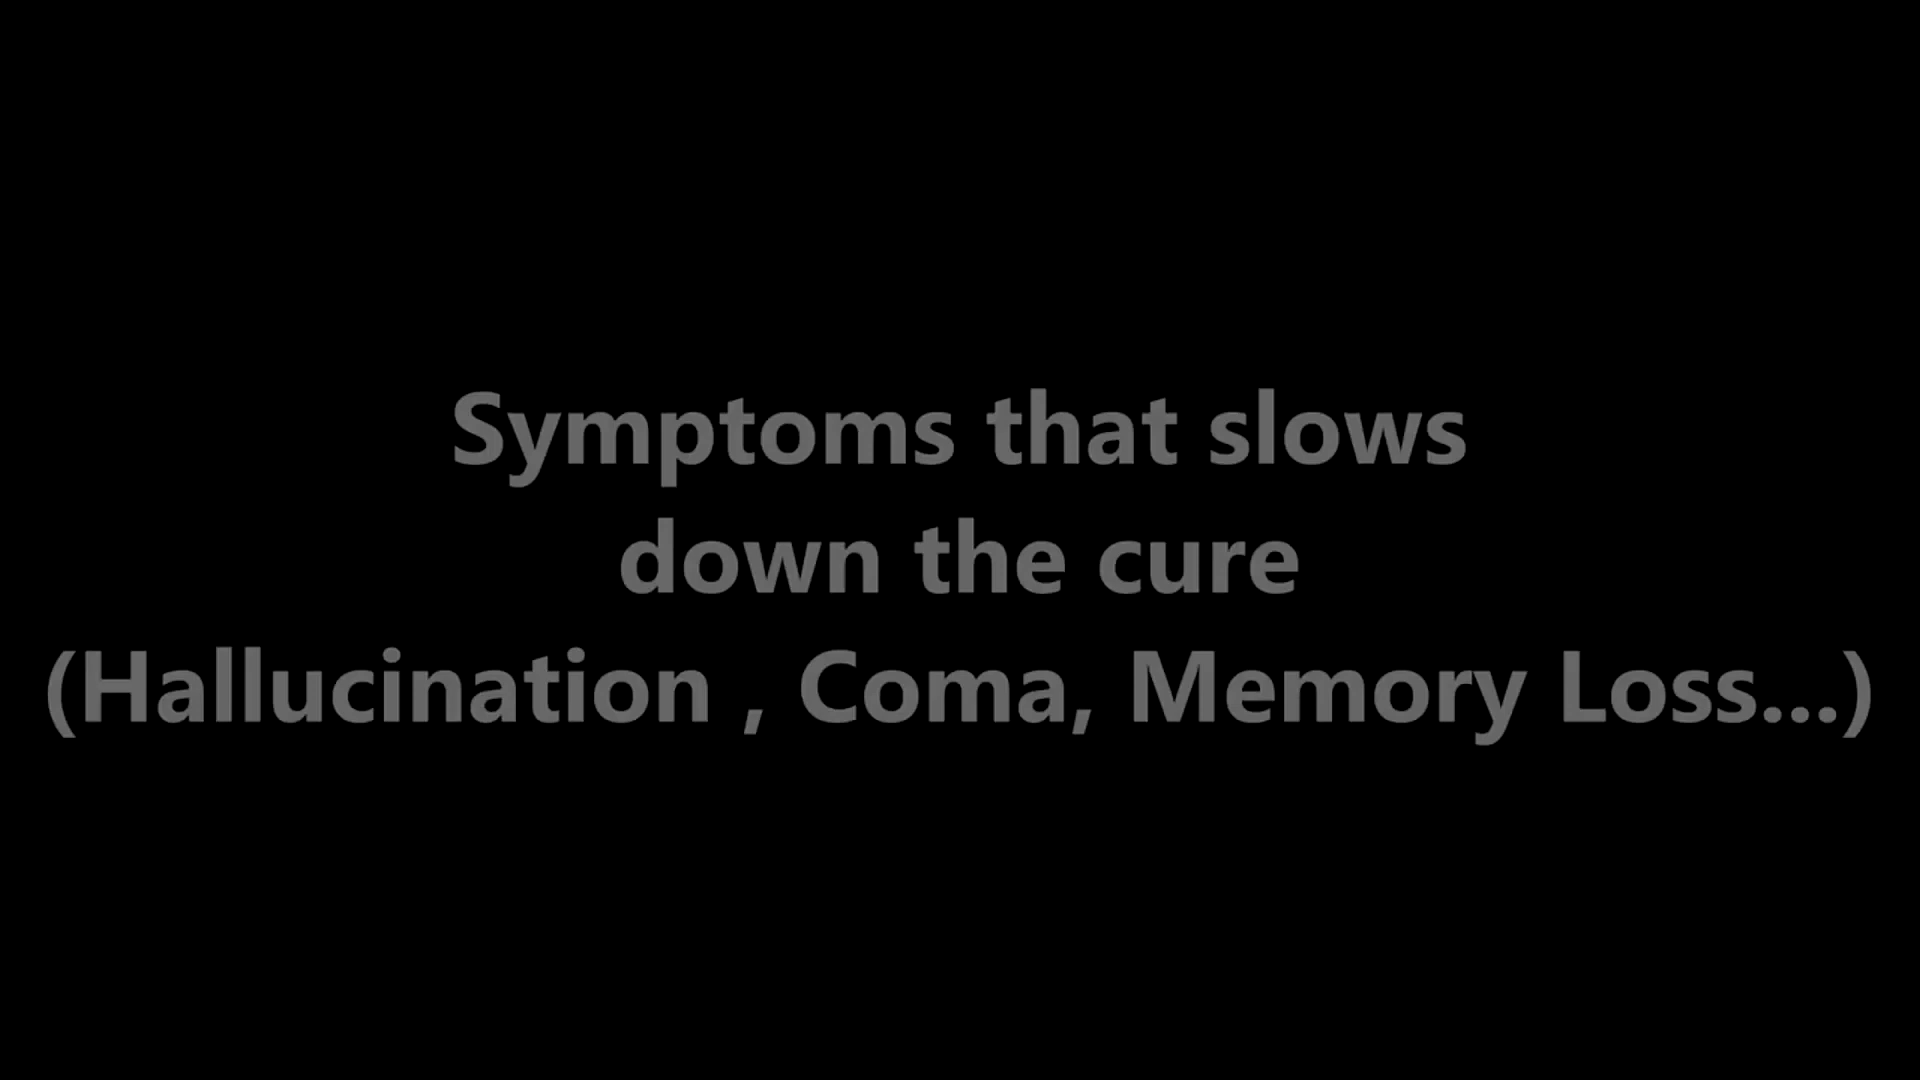 Symptoms that slows
down the cure
(Hallucination , Coma, Memory Loss...)